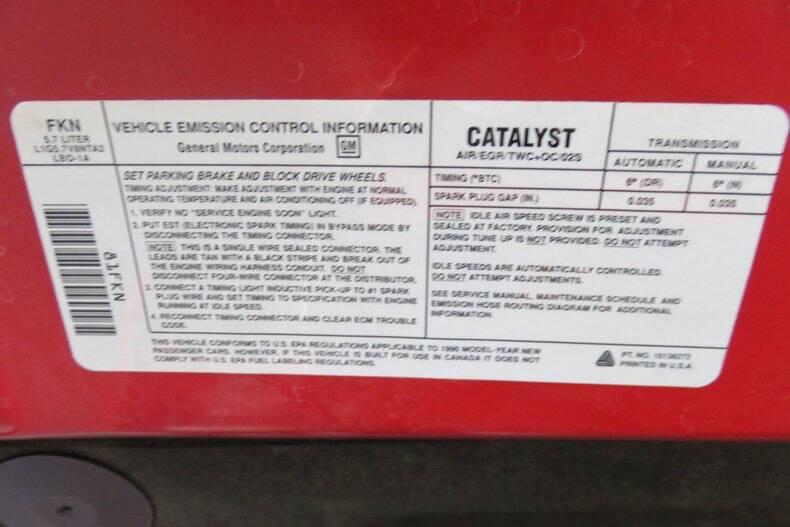 FKN
5.7 LITER
L1G5.7V8NTA2
LBO-1A
VEHICLE EMISSION CONTROL INFORMATION
General Motors Corporation GM
CATALYST
AIR/EGR/TWC+OC/O2S
TRANSMISSION
AUTOMATIC MANUAL
TIMING (°BTC) 6° (DR) 6° (N)
SPARK PLUG GAP (IN.) 0.035 0.035
SET PARKING BRAKE AND BLOCK DRIVE WHEELS.
TIMING ADJUSTMENT: MAKE ADJUSTMENT WITH ENGINE AT NORMAL
OPERATING TEMPERATURE AND AIR CONDITIONING OFF (IF EQUIPPED).
1. VERIFY NO "SERVICE ENGINE SOON" LIGHT.
2. PUT EST (ELECTRONIC SPARK TIMING) IN BYPASS MODE BY
DISCONNECTING THE TIMING CONNECTOR.
NOTE THIS IS A SINGLE WIRE SEALED CONNECTOR. THE
LEADS ARE TAN WITH A BLACK STRIPE AND BREAK OUT OF
THE ENGINE WIRING HARNESS CONDUIT. DO NOT
DISCONNECT FOUR-WIRE CONNECTOR AT THE DISTRIBUTOR.
3. CONNECT A TIMING LIGHT INDUCTIVE PICK-UP TO #1 SPARK
PLUG WIRE AND SET TIMING TO SPECIFICATION WITH ENGINE
RUNNING AT IDLE SPEED.
4. RECONNECT TIMING CONNECTOR AND CLEAR ECM TROUBLE
CODE.
NOTE IDLE AIR SPEED SCREW IS PRESET AND
SEALED AT FACTORY. PROVISION FOR ADJUSTMENT
DURING TUNE UP IS NOT PROVIDED. DO NOT ATTEMPT
ADJUSTMENT.
IDLE SPEEDS ARE AUTOMATICALLY CONTROLLED.
DO NOT ATTEMPT ADJUSTMENTS.
SEE SERVICE MANUAL, MAINTENANCE SCHEDULE AND
EMISSION HOSE ROUTING DIAGRAM FOR ADDITIONAL
INFORMATION.
81FKN
THIS VEHICLE CONFORMS TO U.S. EPA REGULATIONS APPLICABLE TO 1990 MODEL-YEAR NEW
PASSENGER CARS. HOWEVER, IF THIS VEHICLE IS BUILT FOR USE IN CANADA IT DOES NOT
COMPLY WITH U.S. EPA FUEL LABELING REGULATIONS.
PT. NO. 10136272
PRINTED IN U.S.A.